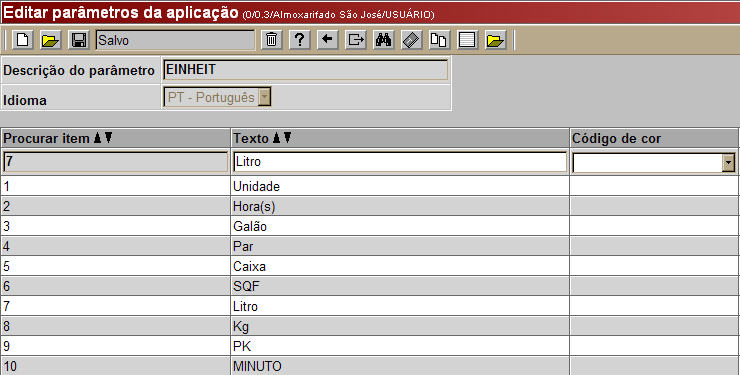 Editar parâmetros da aplicação (0/0.3/Almoxarifado São José/USUÁRIO)
Salvo
Descrição do parâmetro EINHEIT
Idioma PT - Português
Procurar item Texto Código de cor
7 Litro
1 Unidade
2 Hora(s)
3 Galão
4 Par
5 Caixa
6 SQF
7 Litro
8 Kg
9 PK
10 MINUTO